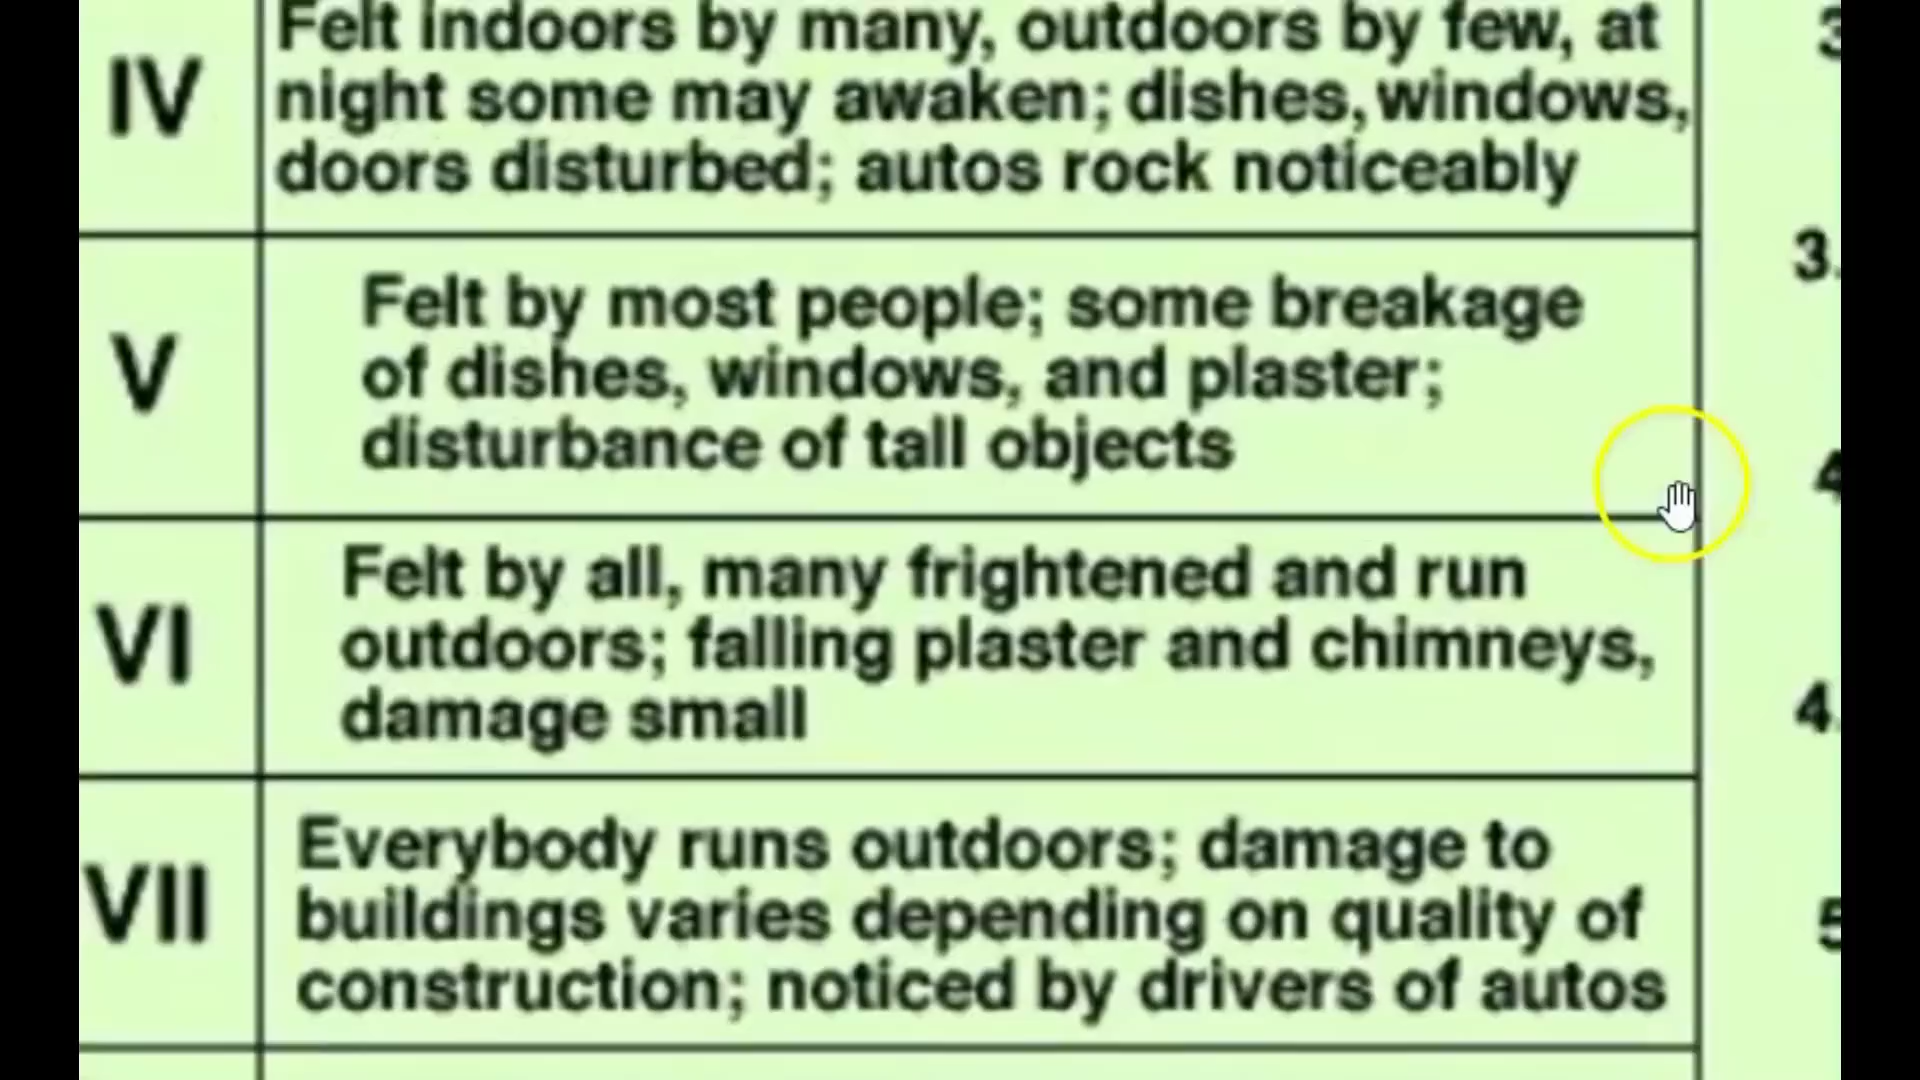 IV
Felt indoors by many, outdoors by few, at
night some may awaken; dishes, windows,
doors disturbed; autos rock noticeably
V
Felt by most people; some breakage
of dishes, windows, and plaster;
disturbance of tall objects
VI
Felt by all, many frightened and run
outdoors; falling plaster and chimneys,
damage small
VII
Everybody runs outdoors; damage to
buildings varies depending on quality of
construction; noticed by drivers of autos
3.
4.